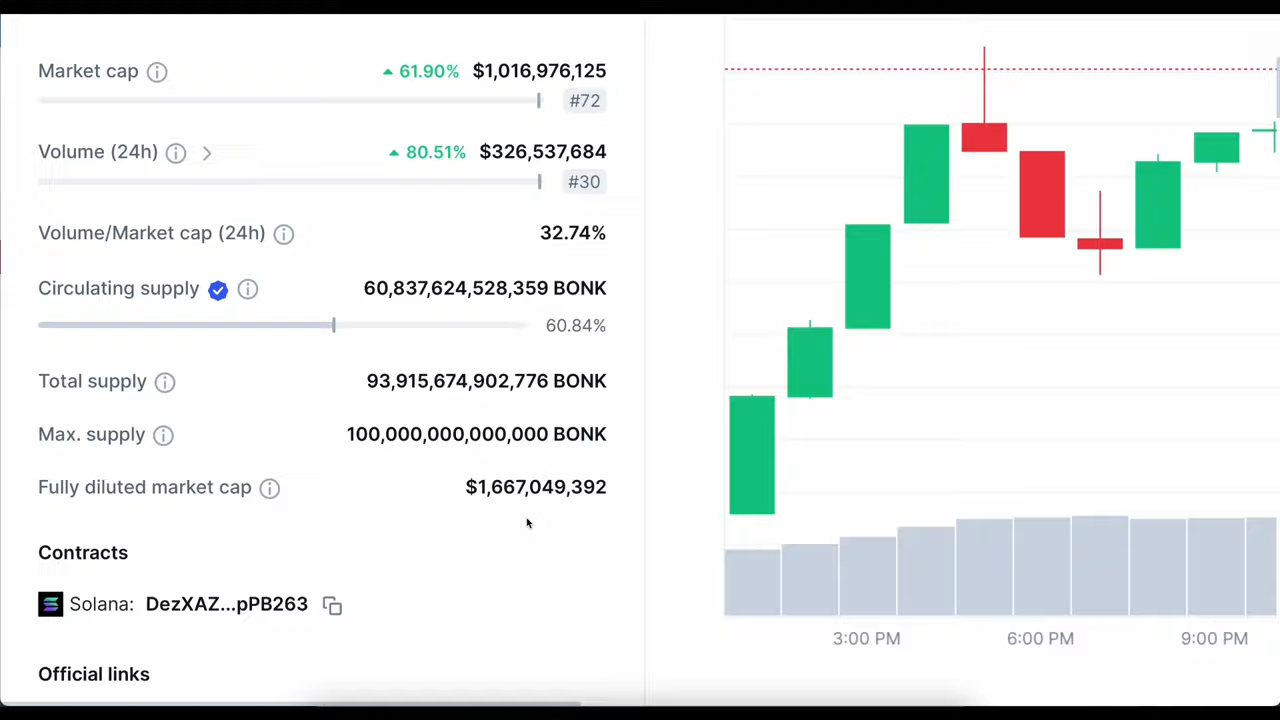 Market cap 61.90% $1,016,976,125
#72
Volume (24h) 80.51% $326,537,684
#30
Volume/Market cap (24h) 32.74%
Circulating supply 60,837,624,528,359 BONK
60.84%
Total supply 93,915,674,902,776 BONK
Max. supply 100,000,000,000,000 BONK
Fully diluted market cap $1,667,049,392
Contracts
Solana: DezXAZ...pPB263
Official links
3:00 PM 6:00 PM 9:00 PM